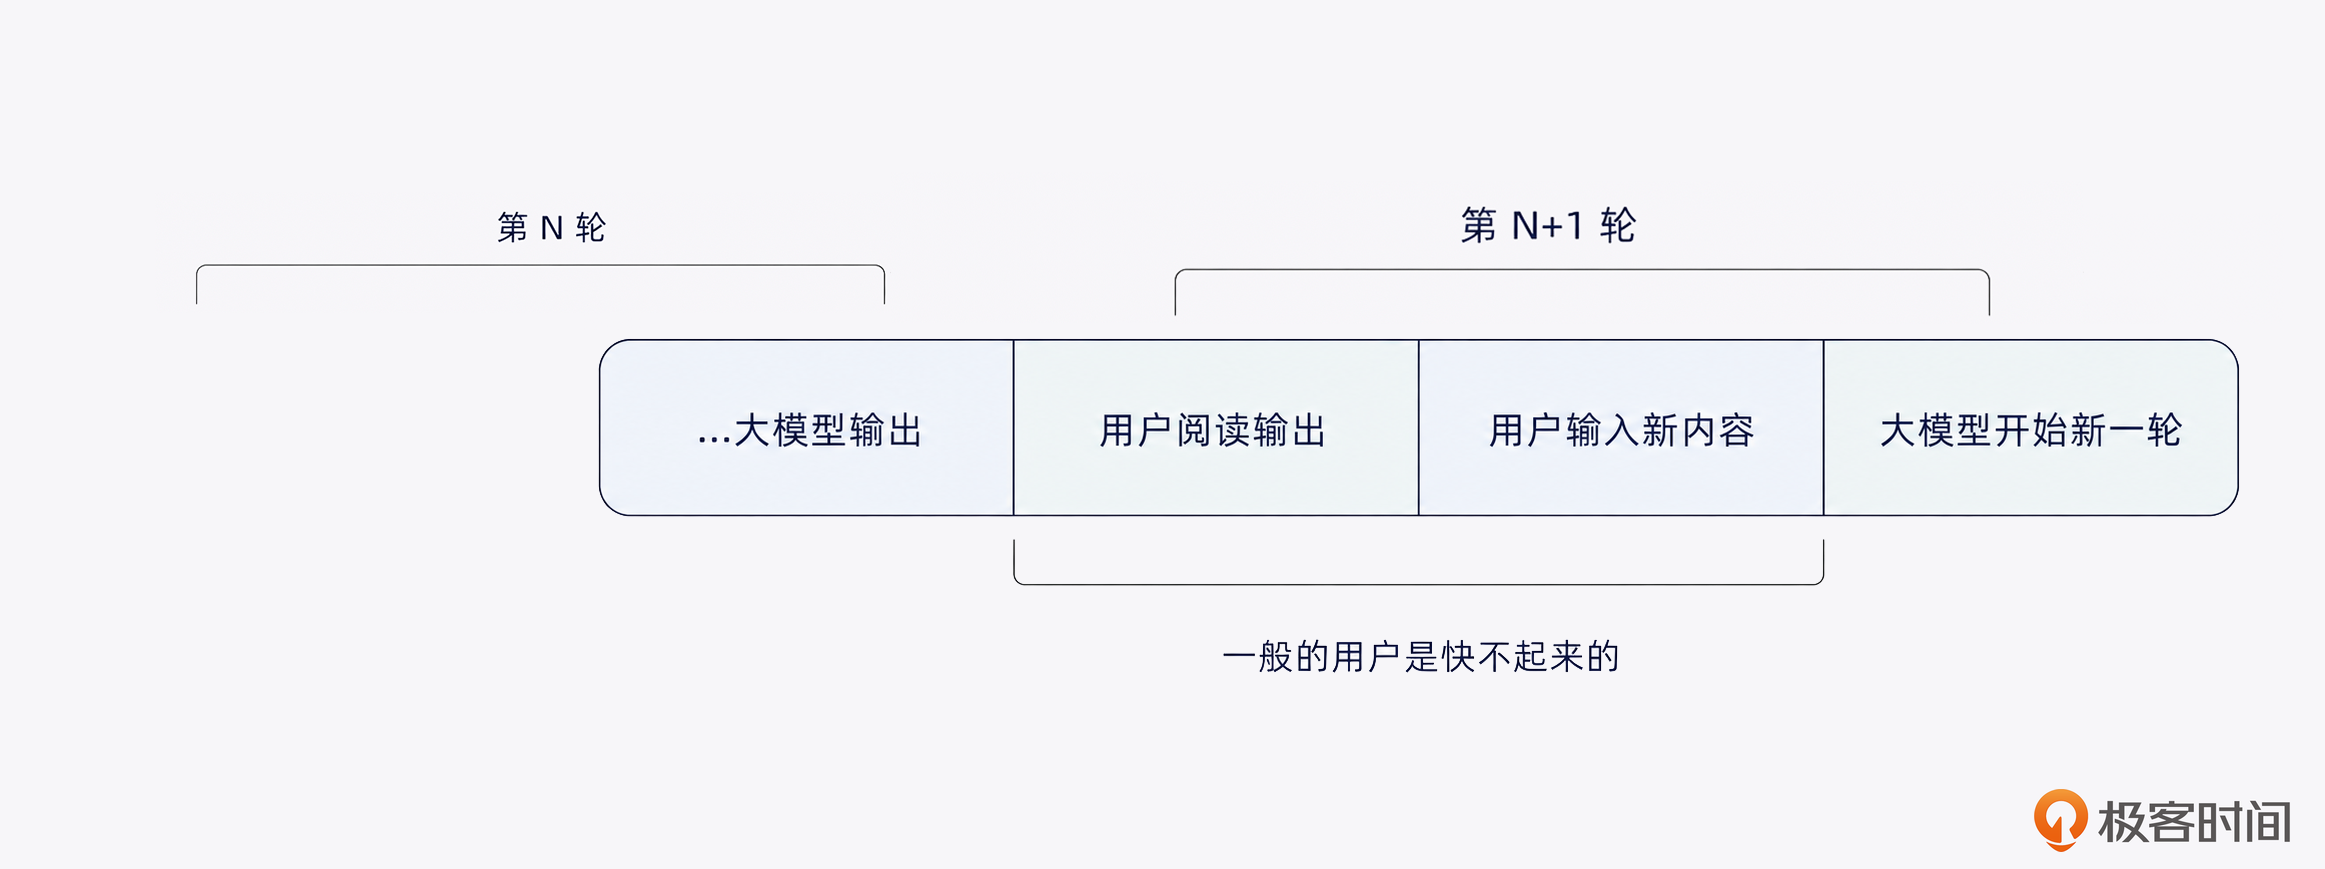 第 N 轮
第 N+1 轮
...大模型输出
用户阅读输出
用户输入新内容
大模型开始新一轮
一般的用户是快不起来的
极客时间